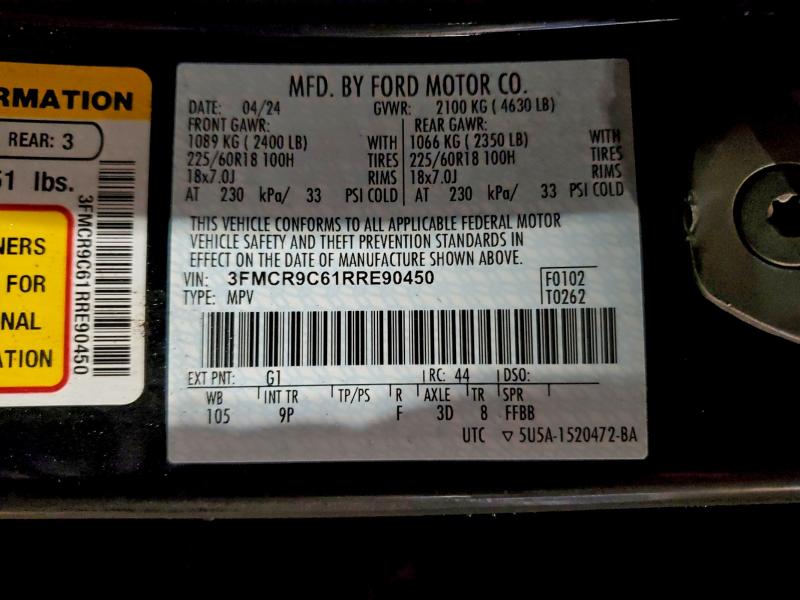 RMATION
REAR: 3
51 lbs.
NERS
FOR
NAL
ATION
3FMCR9C61RRE90450
MFD. BY FORD MOTOR CO.
DATE: 04/24 GVWR: 2100 KG ( 4630 LB)
FRONT GAWR: REAR GAWR:
1089 KG ( 2400 LB) WITH 1066 KG ( 2350 LB) WITH
225/60R18 100H TIRES 225/60R18 100H TIRES
18x7.0J RIMS 18x7.0J RIMS
AT 230 kPa/ 33 PSI COLD AT 230 kPa/ 33 PSI COLD
THIS VEHICLE CONFORMS TO ALL APPLICABLE FEDERAL MOTOR
VEHICLE SAFETY AND THEFT PREVENTION STANDARDS IN
EFFECT ON THE DATE OF MANUFACTURE SHOWN ABOVE.
VIN: 3FMCR9C61RRE90450 F0102
TYPE: MPV T0262
EXT PNT: G1 RC: 44 DSO:
WB INT TR TP/PS R AXLE TR SPR
105 9P F 3D 8 FFBB
UTC ▽ 5U5A-1520472-BA